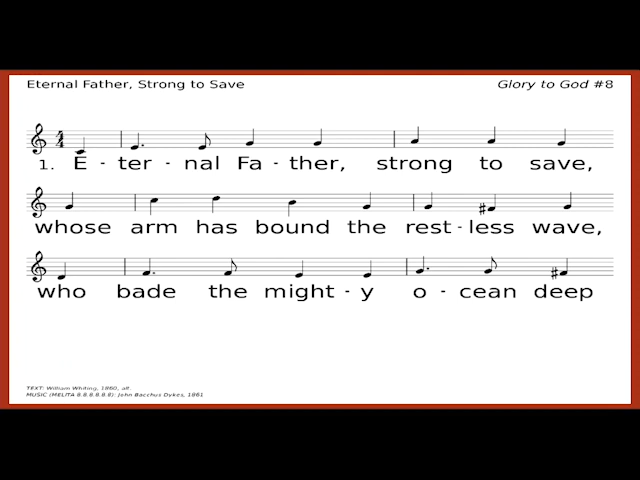 Eternal Father, Strong to Save
Glory to God #8
1. E - ter - nal Fa - ther, strong to save,
whose arm has bound the rest - less wave,
who bade the might - y o - cean deep
TEXT: William Whiting, 1860, alt.
MUSIC (MELITA 8.8.8.8.8.8): John Bacchus Dykes, 1861